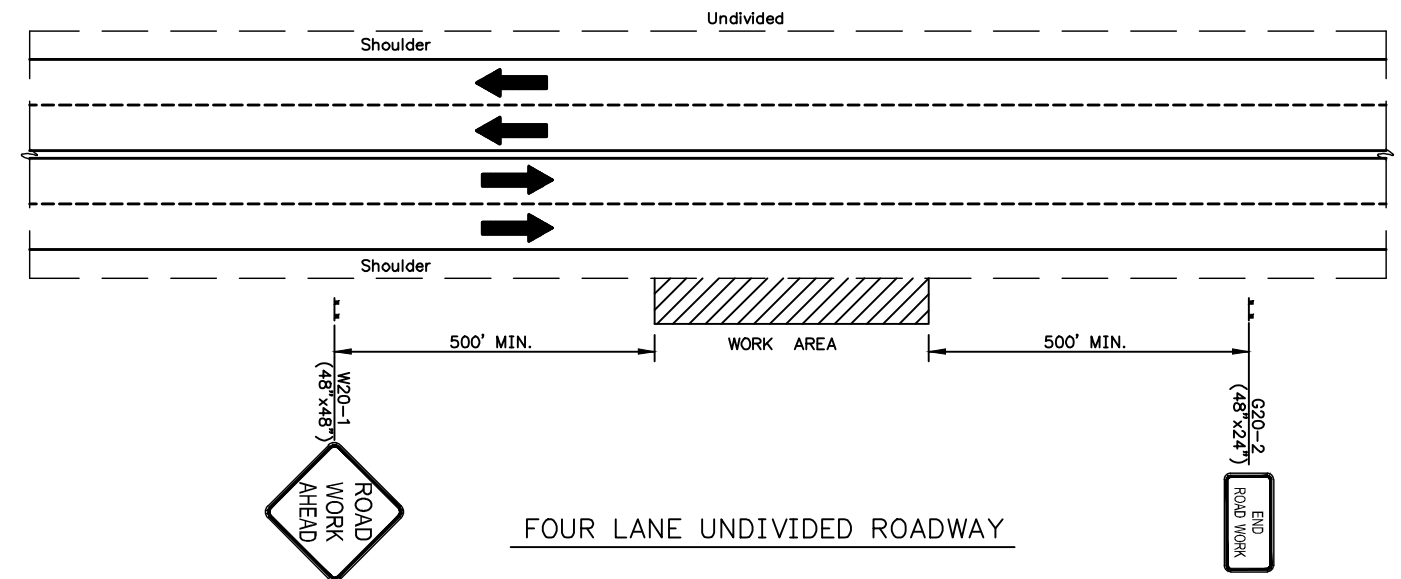 Undivided
Shoulder
Shoulder
500' MIN.
WORK AREA
500' MIN.
W20-1
(48"x48")
G20-2
(48"x24")
ROAD
WORK
AHEAD
END
ROAD WORK
FOUR LANE UNDIVIDED ROADWAY